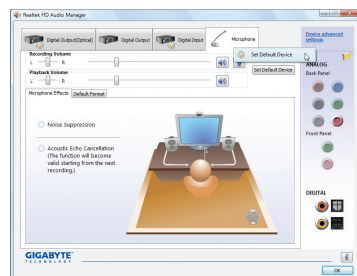 Realtek HD Audio Manager
Digital Output(Optical)
Digital Output
Digital Input
Microphone
Device advanced
settings
Set Default Device
Recording Volume
L
R
Set Default Device
ANALOG
Back Panel
Playback Volume
L
R
Microphone Effects
Default Format
Noise Suppression
Acoustic Echo Cancellation
(The function will become
valid starting from the next
recording.)
Front Panel
DIGITAL
GIGABYTE
TECHNOLOGY
i
OK